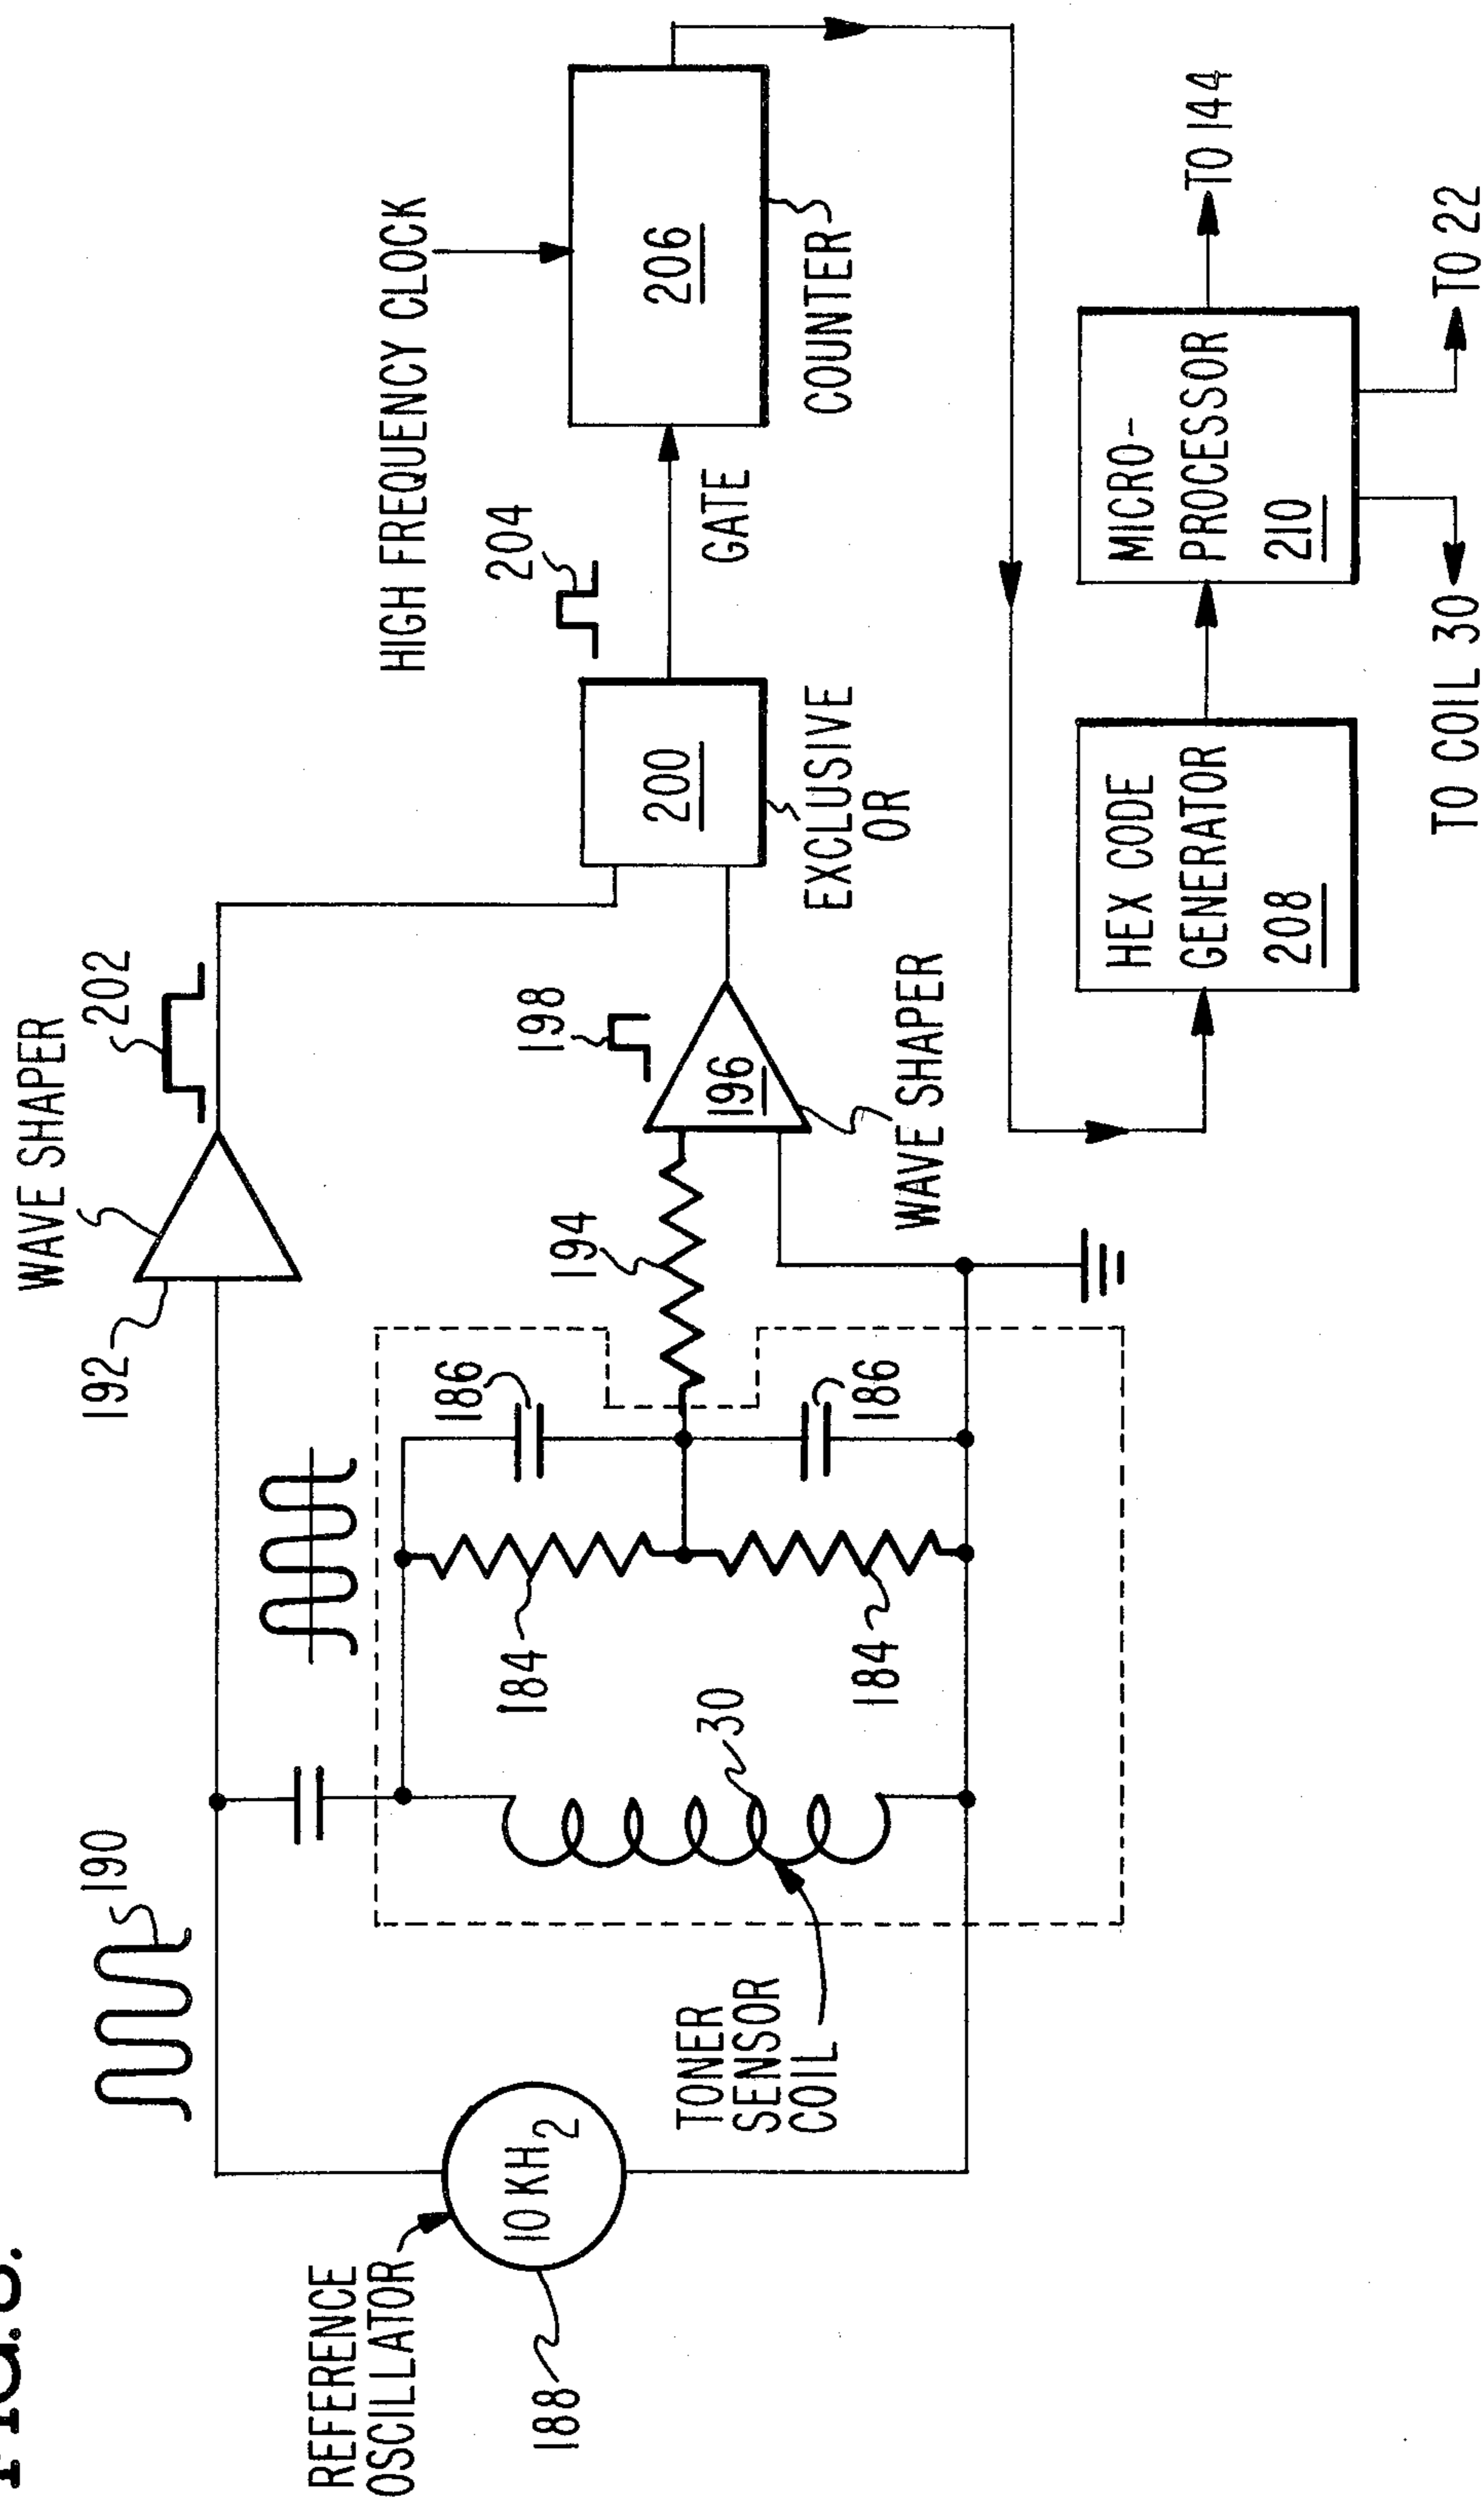 WAVE SHAPER
202
192
190
HIGH FREQUENCY CLOCK
204
GATE
206
COUNTER
200
EXCLUSIVE
OR
198
196
WAVE SHAPER
194
186
186
184
184
30
TONER
SENSOR
COIL
REFERENCE
OSCILLATOR
10 KH2
188
HEX CODE
GENERATOR
208
MICRO-
PROCESSOR
210
TO 144
TO 22
TO COIL 30